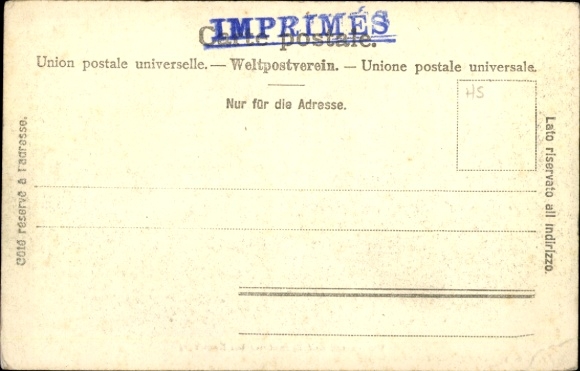 IMPRIMÉS
Carte postale.
Union postale universelle. — Weltpostverein. — Unione postale universale.
Nur für die Adresse.
HS
Côté réservé à l'adresse.
Lato riservato all indirizzo.